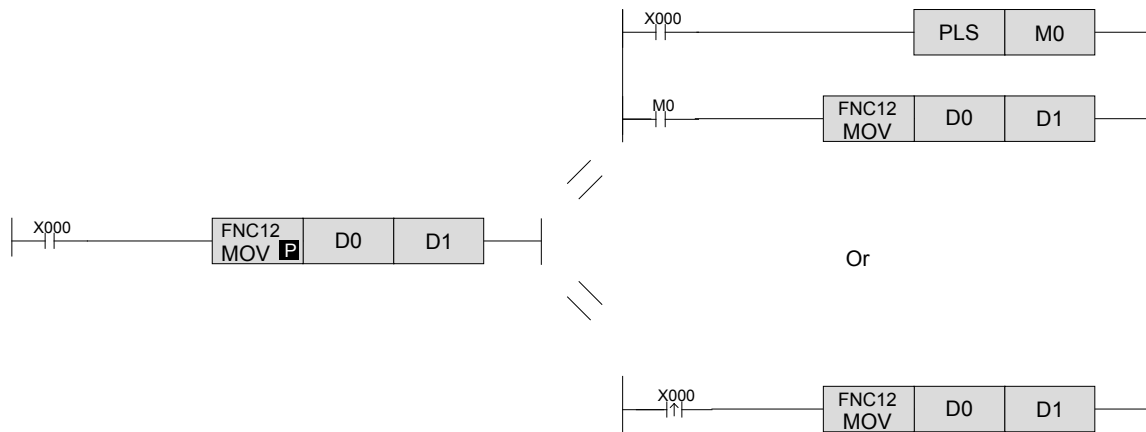 X000
PLS M0
M0
FNC12
MOV D0 D1
X000
FNC12
MOV P D0 D1
Or
X000
FNC12
MOV D0 D1